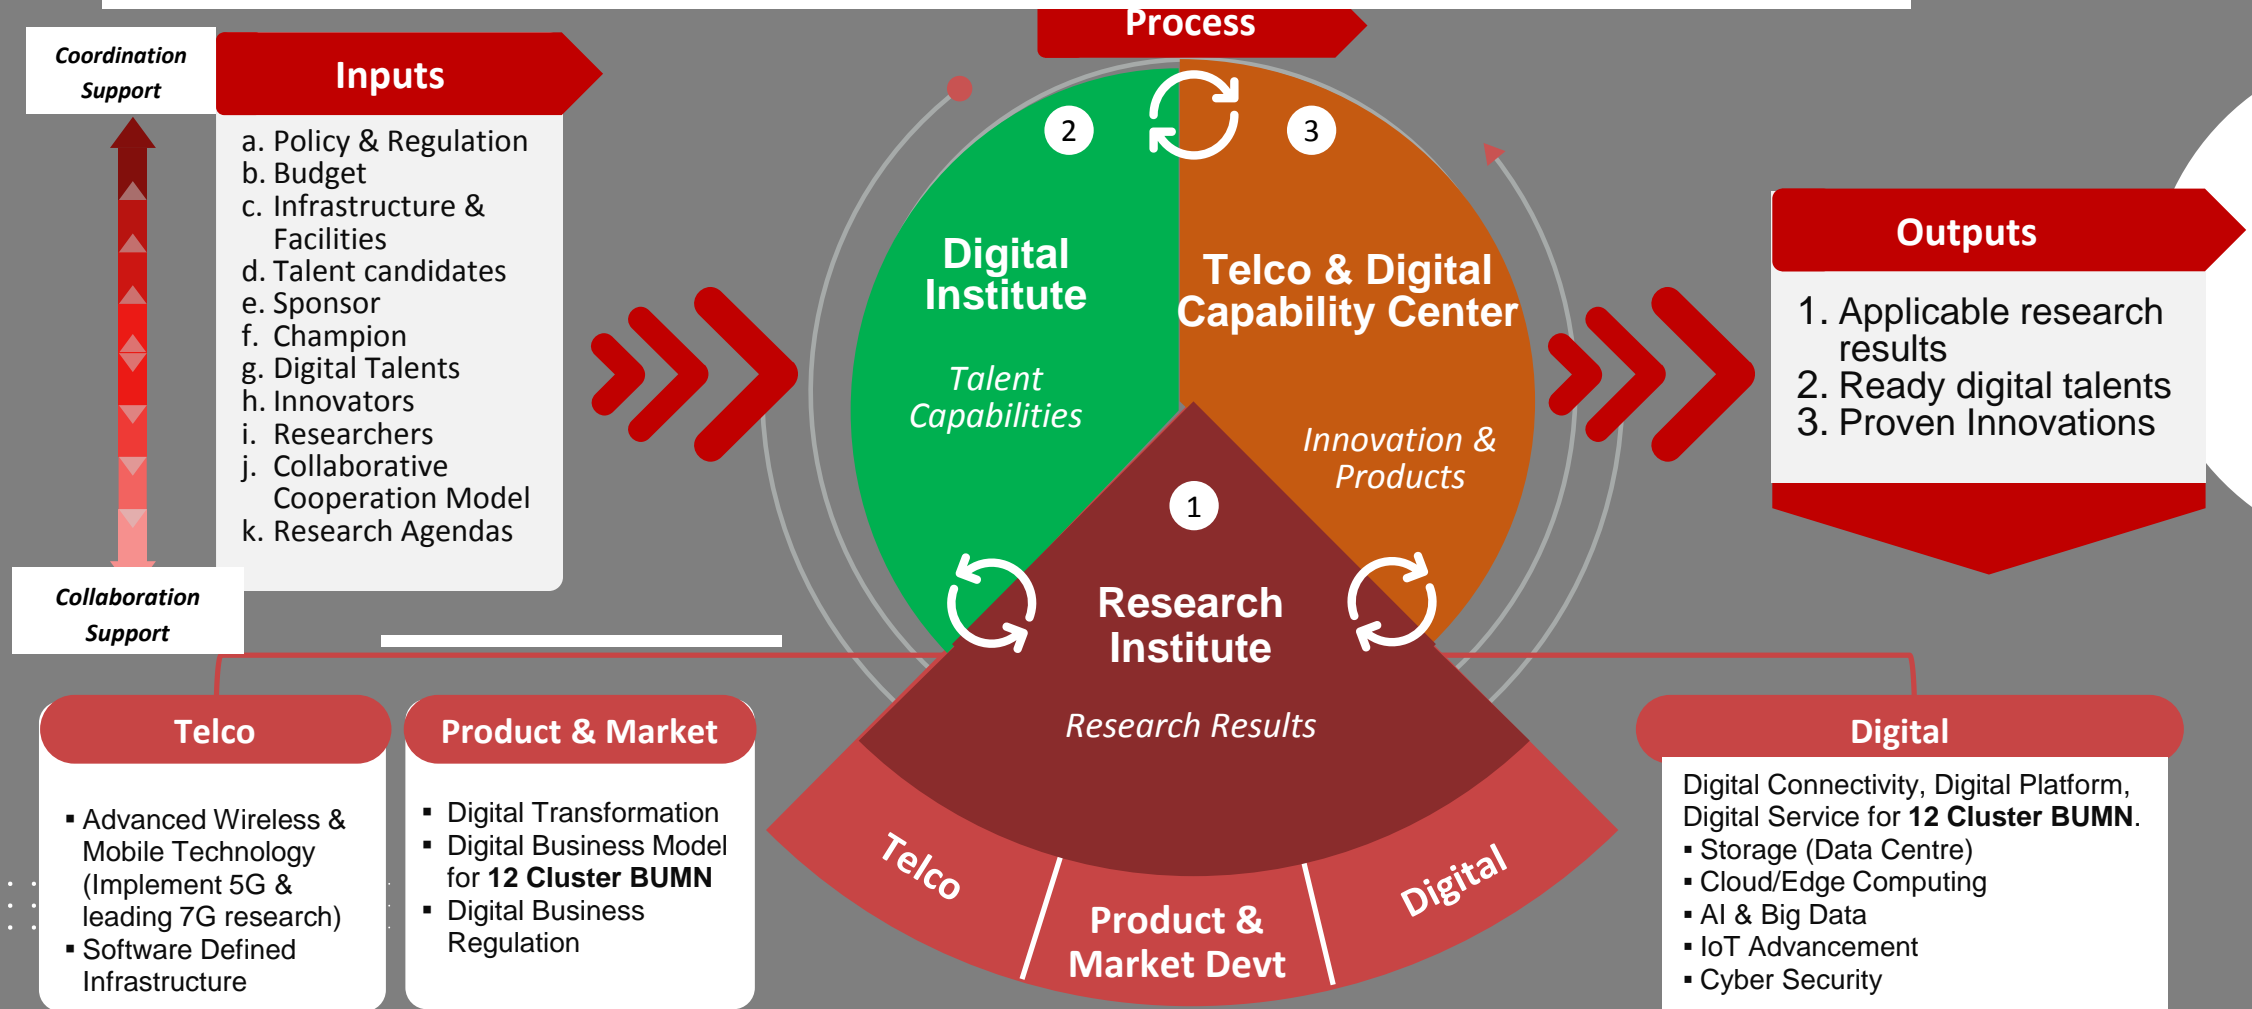 Process
Coordination
Support
Inputs
a. Policy & Regulation
b. Budget
c. Infrastructure &
Facilities
d. Talent candidates
e. Sponsor
f. Champion
g. Digital Talents
h. Innovators
i. Researchers
j. Collaborative
Cooperation Model
k. Research Agendas
Collaboration
Support
2
3
Digital
Institute
Talent
Capabilities
Telco & Digital
Capability Center
Innovation &
Products
1
Research
Institute
Research Results
Telco
Product &
Market Devt
Digital
Outputs
1. Applicable research
results
2. Ready digital talents
3. Proven Innovations
Telco
▪ Advanced Wireless &
Mobile Technology
(Implement 5G &
leading 7G research)
▪ Software Defined
Infrastructure
Product & Market
▪ Digital Transformation
▪ Digital Business Model
for 12 Cluster BUMN
▪ Digital Business
Regulation
Digital
Digital Connectivity, Digital Platform,
Digital Service for 12 Cluster BUMN.
▪ Storage (Data Centre)
▪ Cloud/Edge Computing
▪ AI & Big Data
▪ IoT Advancement
▪ Cyber Security